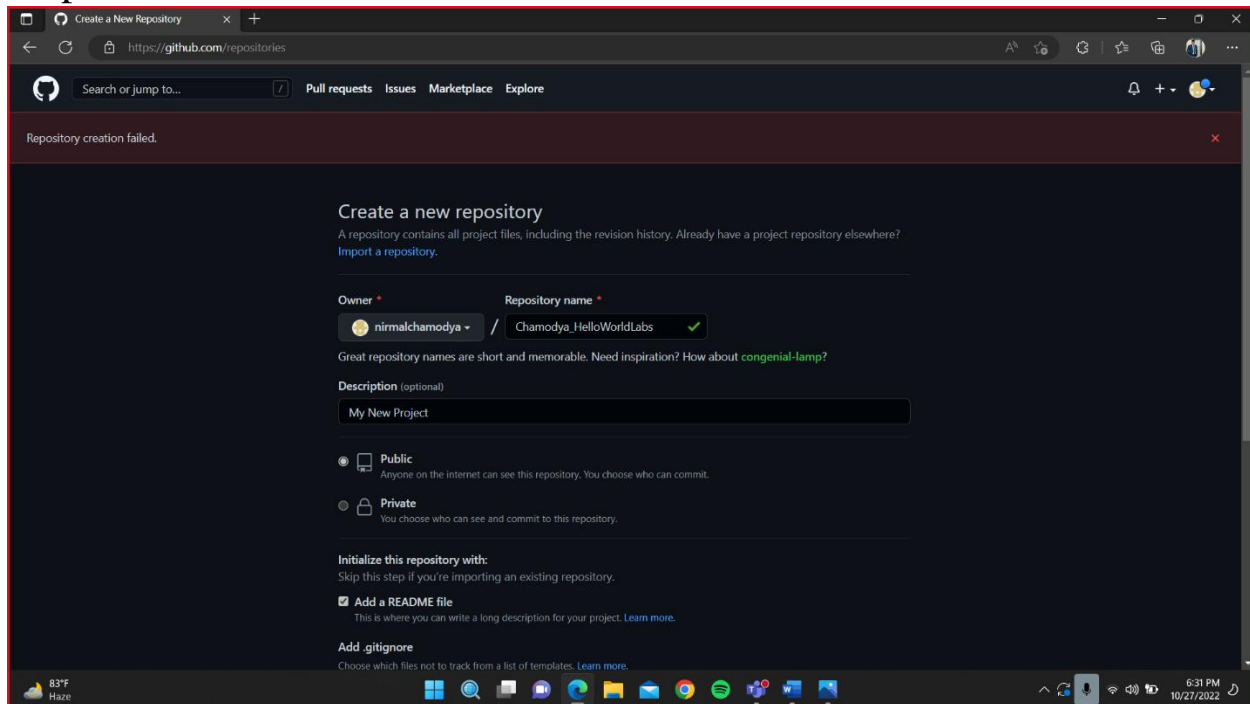 Create a New Repository
https://github.com/repositories
Search or jump to... / Pull requests Issues Marketplace Explore
Repository creation failed.
Create a new repository
A repository contains all project files, including the revision history. Already have a project repository elsewhere?
Import a repository.
Owner * Repository name *
nirmalchamodya / Chamodya_HelloWorldLabs
Great repository names are short and memorable. Need inspiration? How about congenial-lamp?
Description (optional)
My New Project
Public
Anyone on the internet can see this repository. You choose who can commit.
Private
You choose who can see and commit to this repository.
Initialize this repository with:
Skip this step if you're importing an existing repository.
Add a README file
This is where you can write a long description for your project. Learn more.
Add .gitignore
Choose which files not to track from a list of templates. Learn more.
83°F
Haze
6:31 PM
10/27/2022